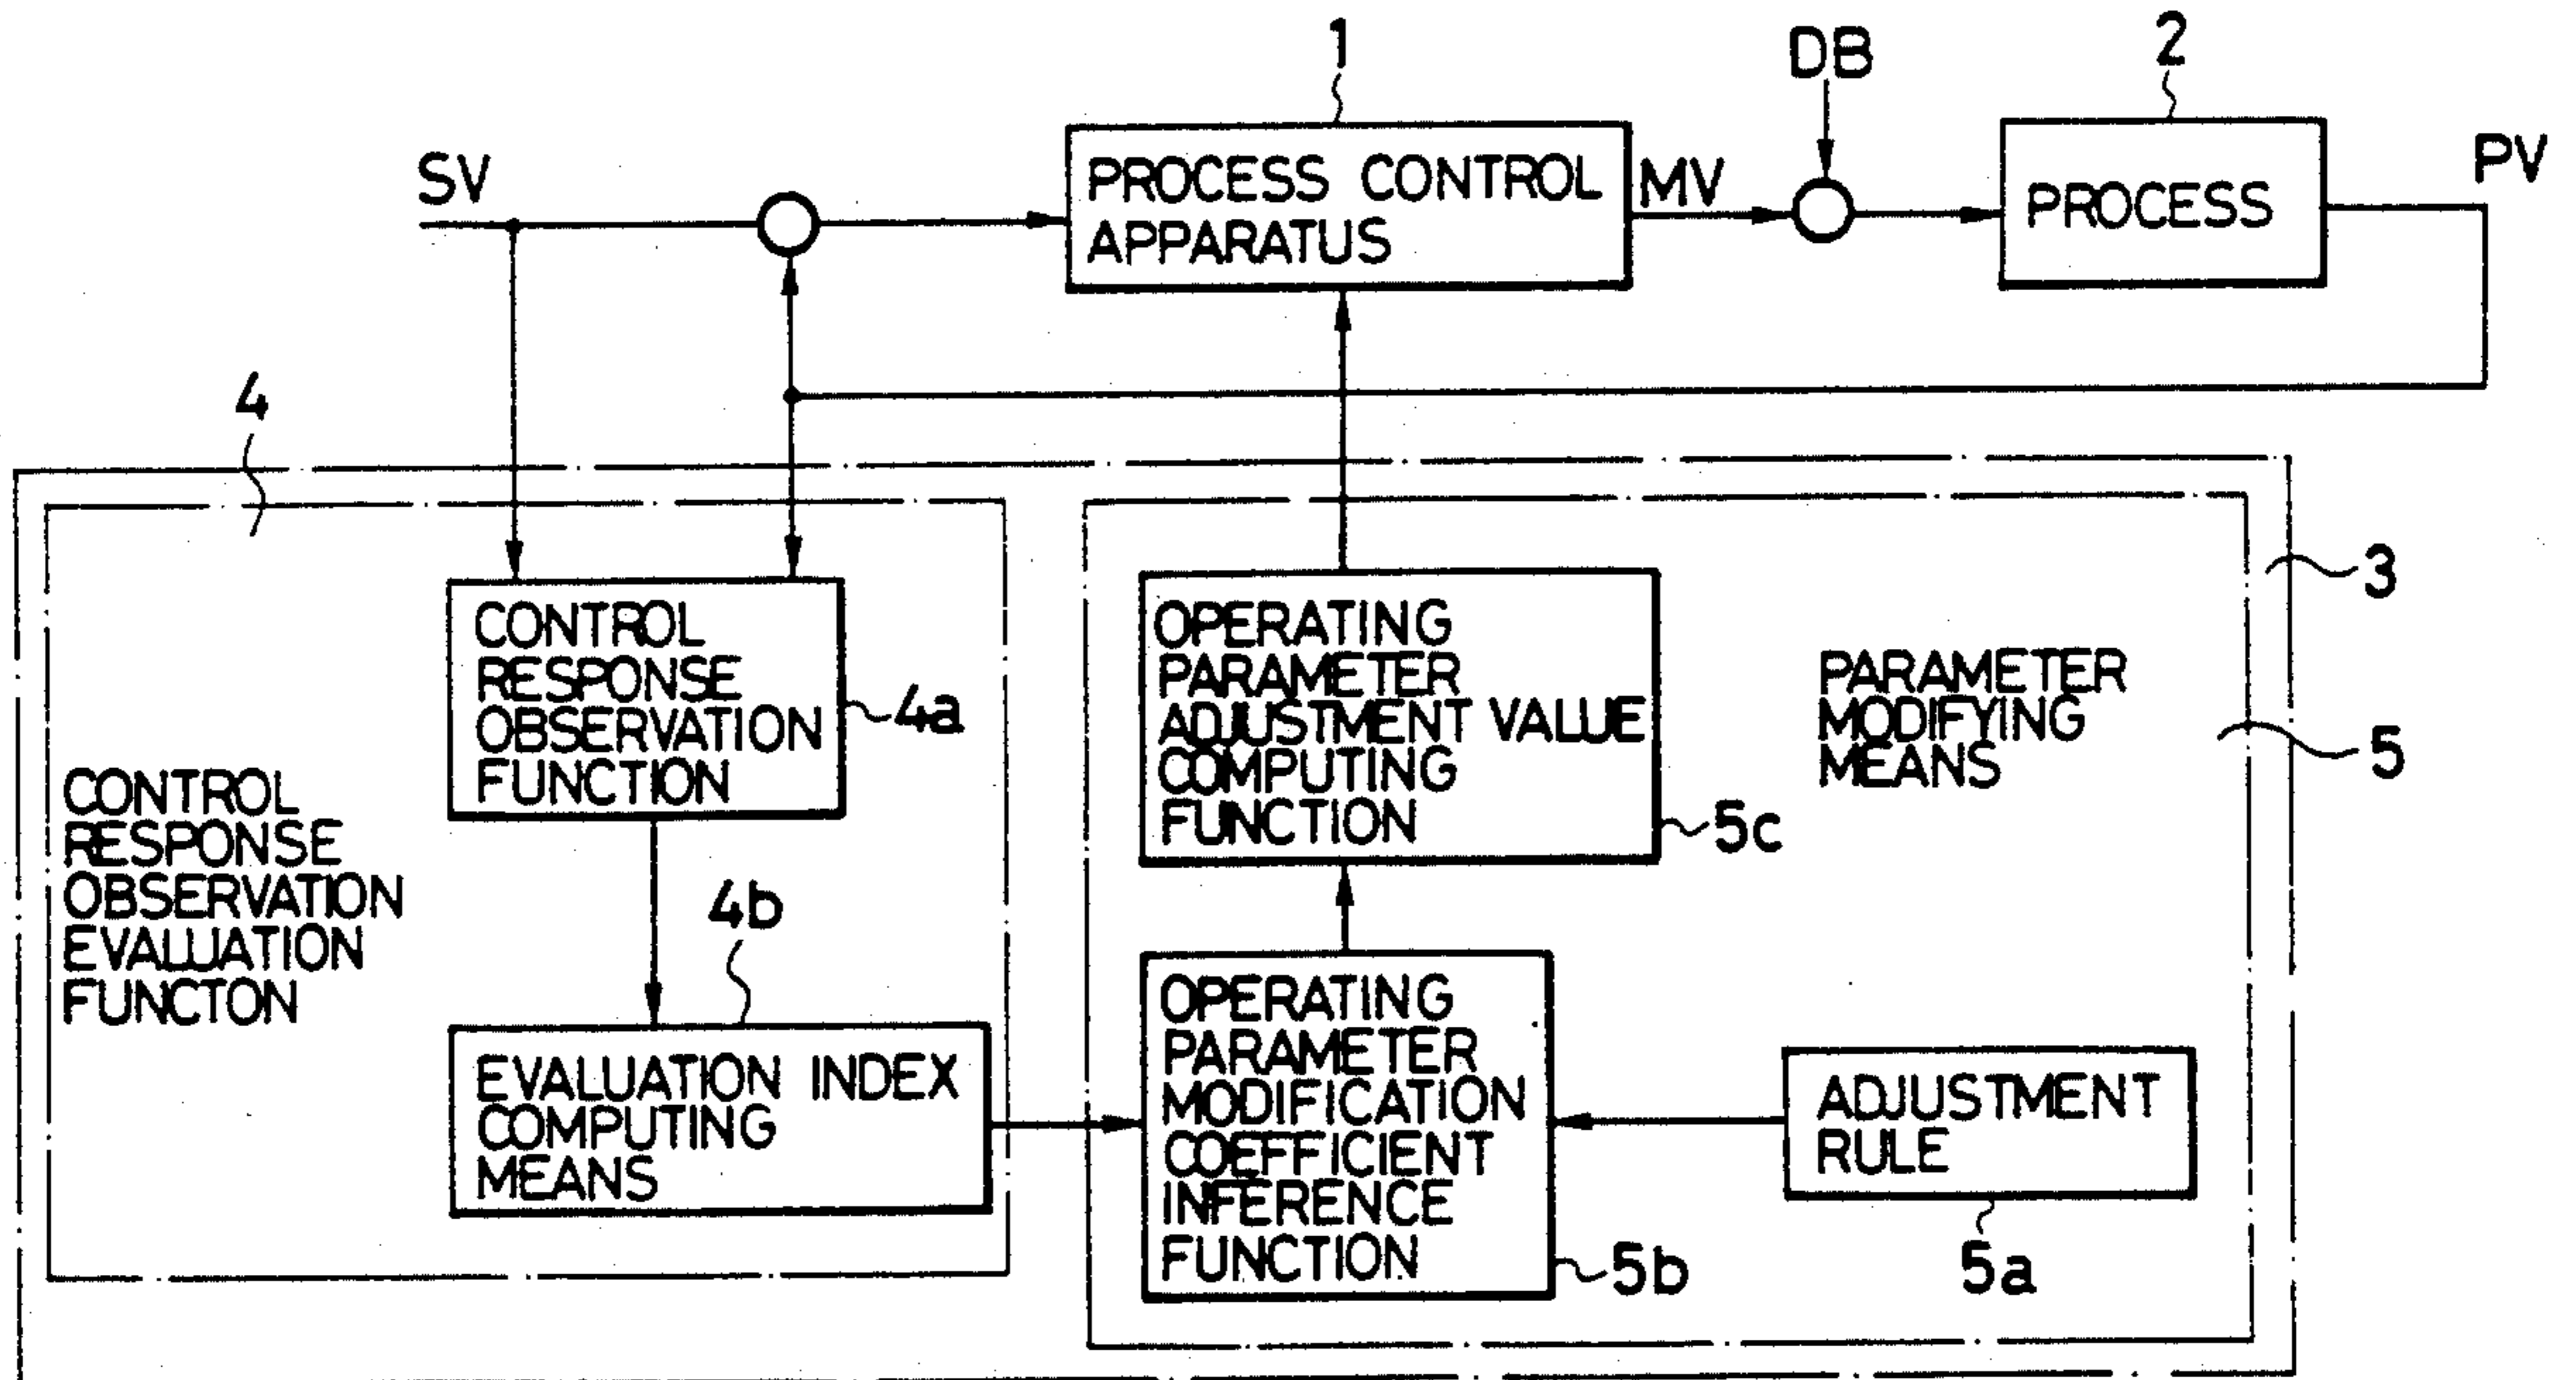 1
DB
2
SV
PROCESS CONTROL
APPARATUS
MV
PROCESS
PV
4
3
CONTROL
RESPONSE
OBSERVATION
FUNCTION
4a
OPERATING
PARAMETER
ADJUSTMENT VALUE
COMPUTING
FUNCTION
5c
PARAMETER
MODIFYING
MEANS
5
CONTROL
RESPONSE
OBSERVATION
EVALUATION
FUNCTON
4b
EVALUATION INDEX
COMPUTING
MEANS
OPERATING
PARAMETER
MODIFICATION
COEFFICIENT
INFERENCE
FUNCTION
5b
ADJUSTMENT
RULE
5a